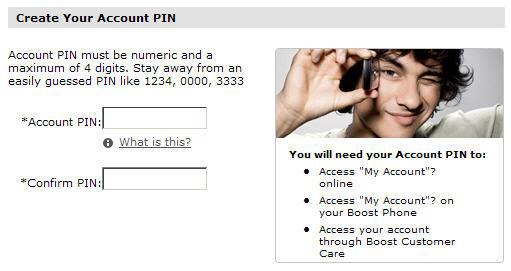 Create Your Account PIN
Account PIN must be numeric and a
maximum of 4 digits. Stay away from an
easily guessed PIN like 1234, 0000, 3333
*Account PIN:
What is this?
*Confirm PIN:
You will need your Account PIN to:
• Access "My Account"?
online
• Access "My Account"? on
your Boost Phone
• Access your account
through Boost Customer
Care